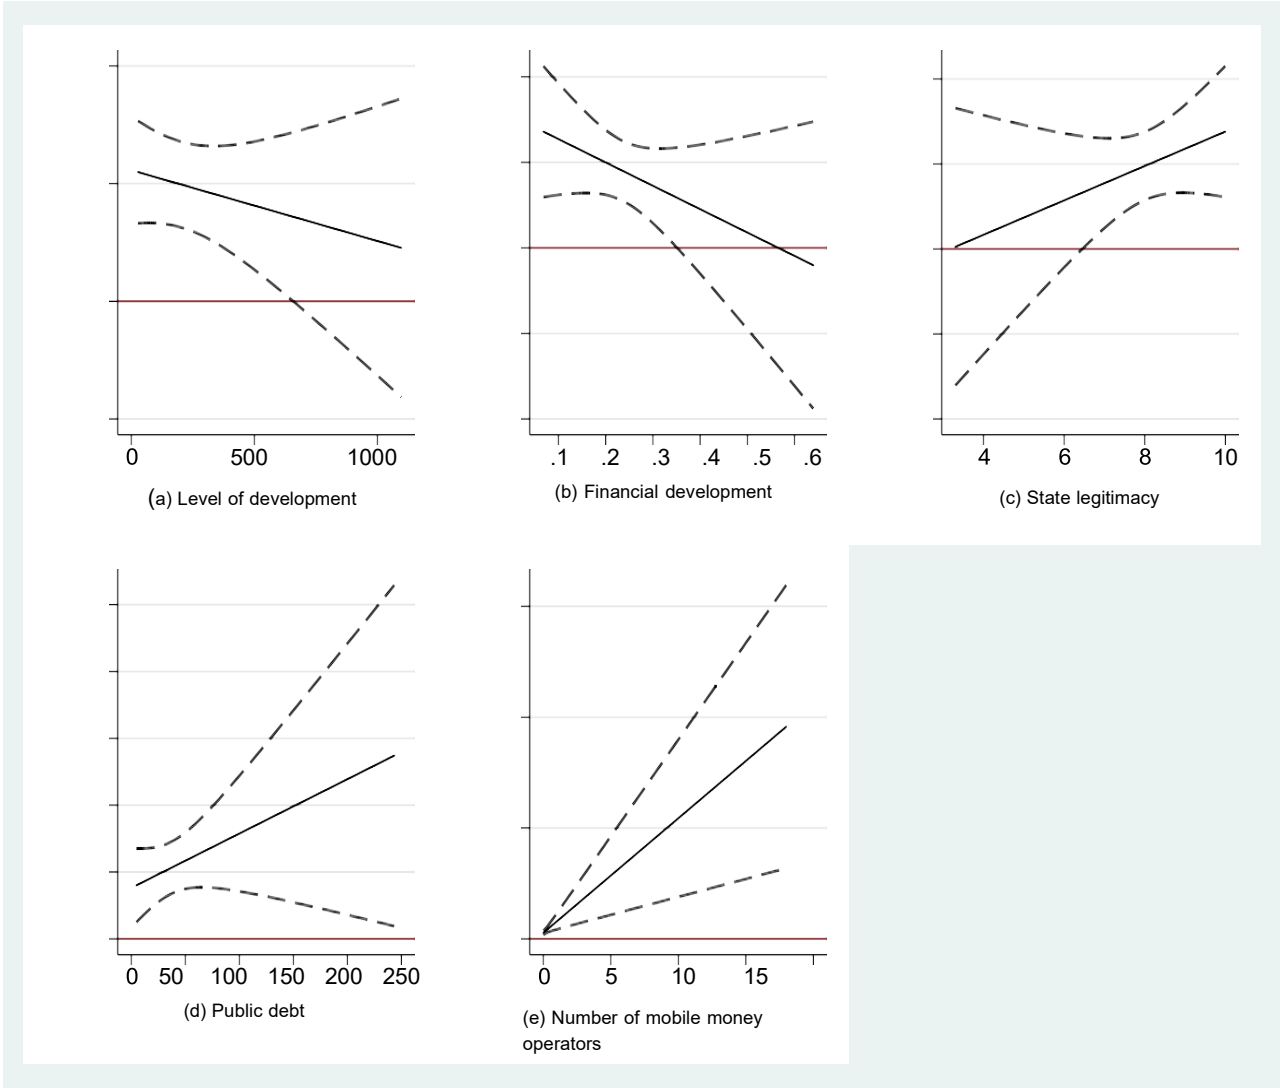 0 500 1000
.1 .2 .3 .4 .5 .6
4 6 8 10
(a) Level of development
(b) Financial development
(c) State legitimacy
0 50 100 150 200 250
0 5 10 15
(d) Public debt
(e) Number of mobile money
operators